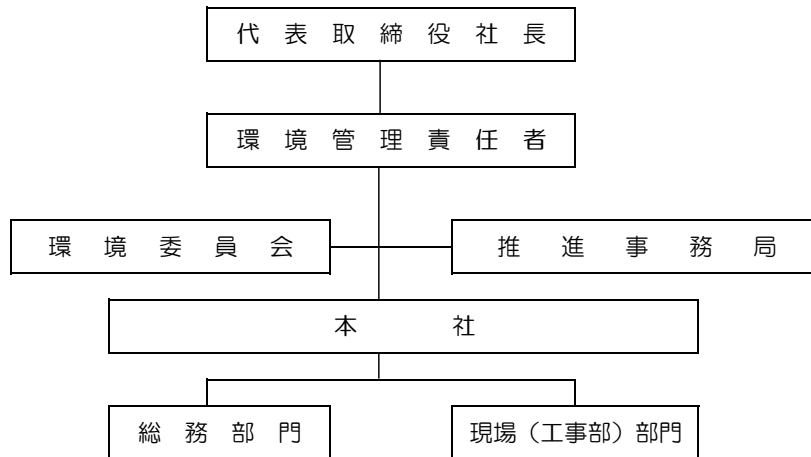 代表取締役社長
環境管理責任者
環境委員会
推進事務局
本社
総務部門
現場（工事部）部門